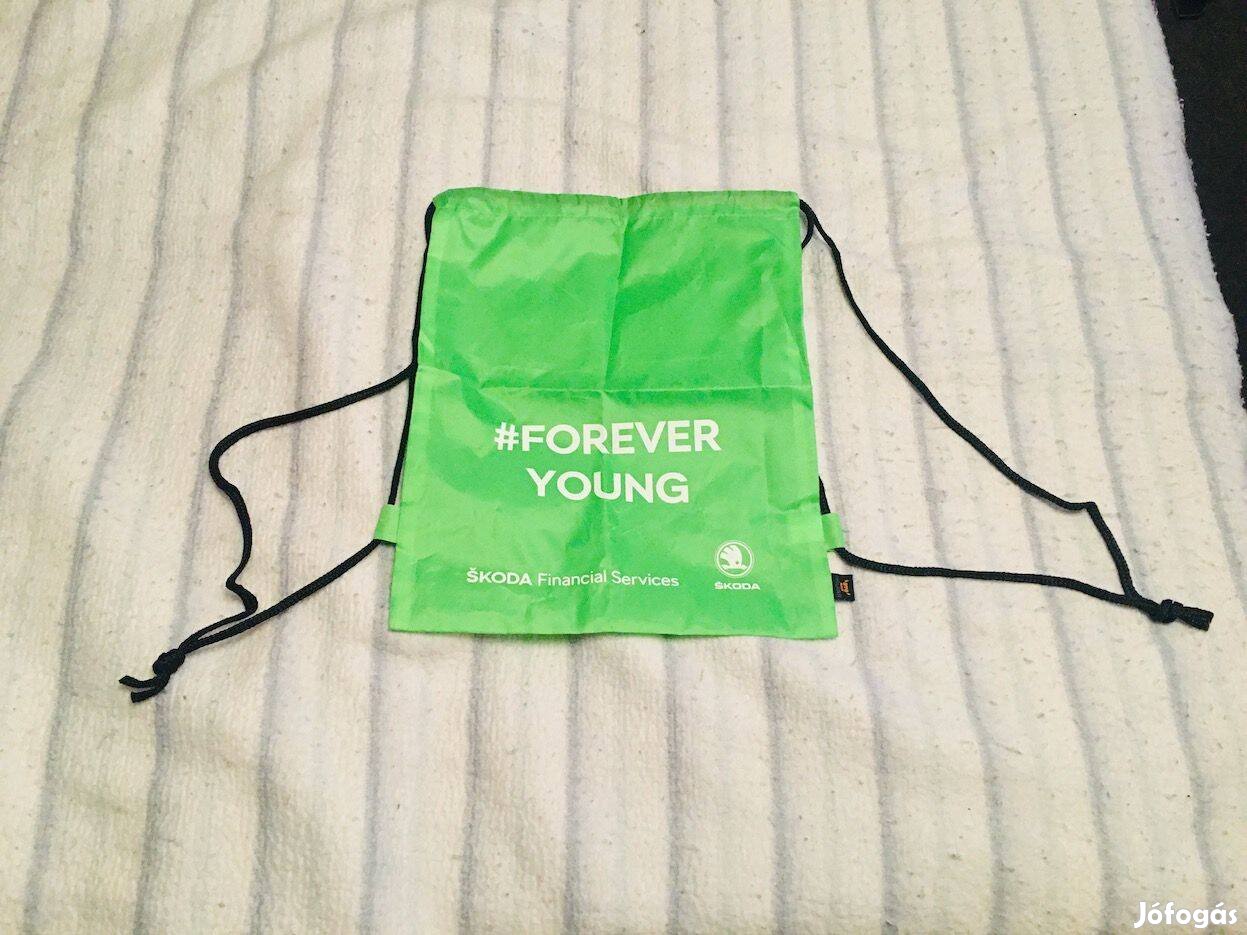 #FOREVER
YOUNG
ŠKODA Financial Services
ŠKODA
Jófogás